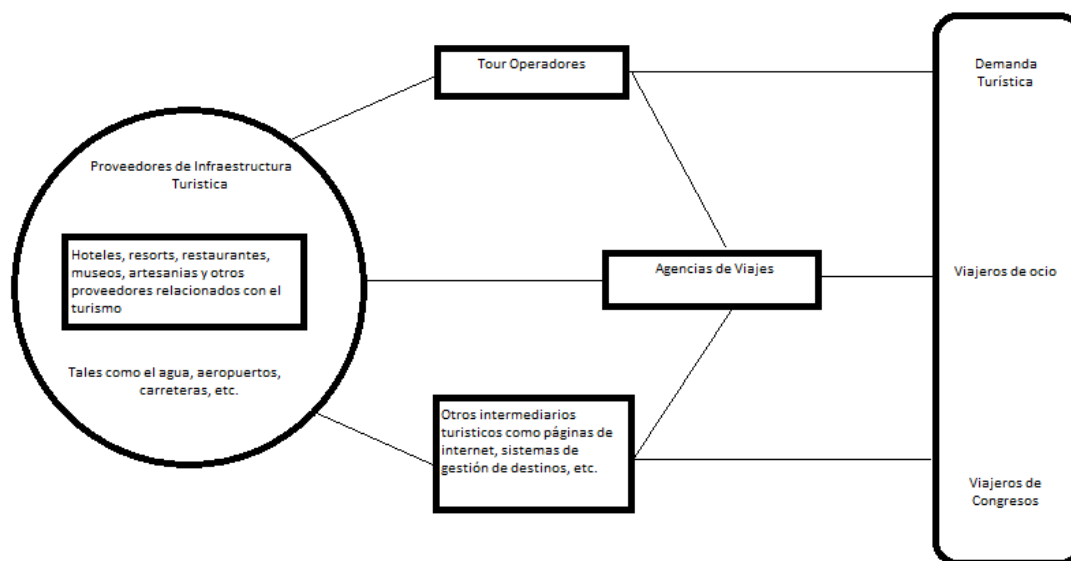 Proveedores de Infraestructura
Turistica
Hoteles, resorts, restaurantes,
museos, artesanias y otros
proveedores relacionados con el
turismo
Tales como el agua, aeropuertos,
carreteras, etc.
Tour Operadores
Agencias de Viajes
Otros intermediarios
turisticos como páginas de
internet, sistemas de
gestión de destinos, etc.
Demanda
Turística
Viajeros de ocio
Viajeros de
Congresos